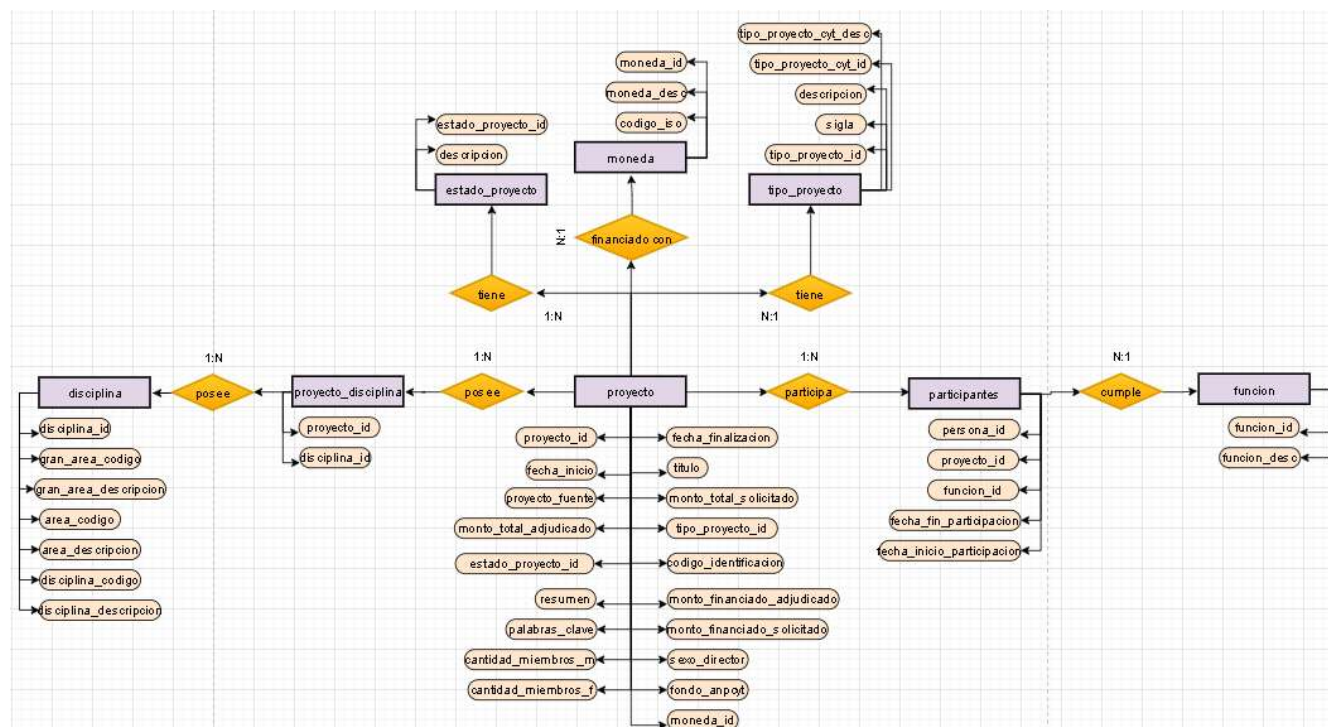 tipo_proyecto_cyt_desc
moneda_id
tipo_proyecto_cyt_id
moneda_desc
descripcion
estado_proyecto_id
codigo_iso
sigla
descripcion
moneda
tipo_proyecto_id
estado_proyecto
tipo_proyecto
N:1
financiado con
tiene
tiene
1:N
N:1
1:N
1:N
1:N
N:1
disciplina
posee
proyecto_disciplina
posee
proyecto
participa
participantes
cumple
funcion
disciplina_id
gran_area_codigo
gran_area_descripcion
area_codigo
area_descripcion
disciplina_codigo
disciplina_descripcion
proyecto_id
disciplina_id
proyecto_id
fecha_finalizacion
fecha_inicio
titulo
proyecto_fuente
monto_total_solicitado
monto_total_adjudicado
tipo_proyecto_id
estado_proyecto_id
codigo_identificacion
resumen
monto_financiado_adjudicado
palabras_clave
monto_financiado_solicitado
cantidad_miembros_m
sexo_director
cantidad_miembros_f
fondo_anpcyt
moneda_id
persona_id
proyecto_id
funcion_id
fecha_fin_participacion
fecha_inicio_participacion
funcion_id
funcion_desc